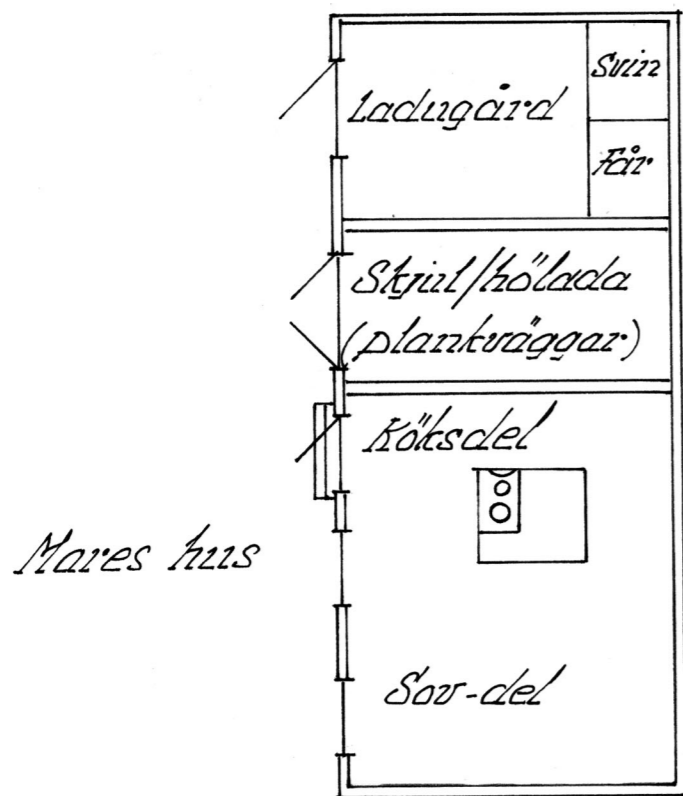 Svin
Ladugård
Får
Skjul/hölada
(plankväggar)
Köksdel
Mares hus
Sov-del